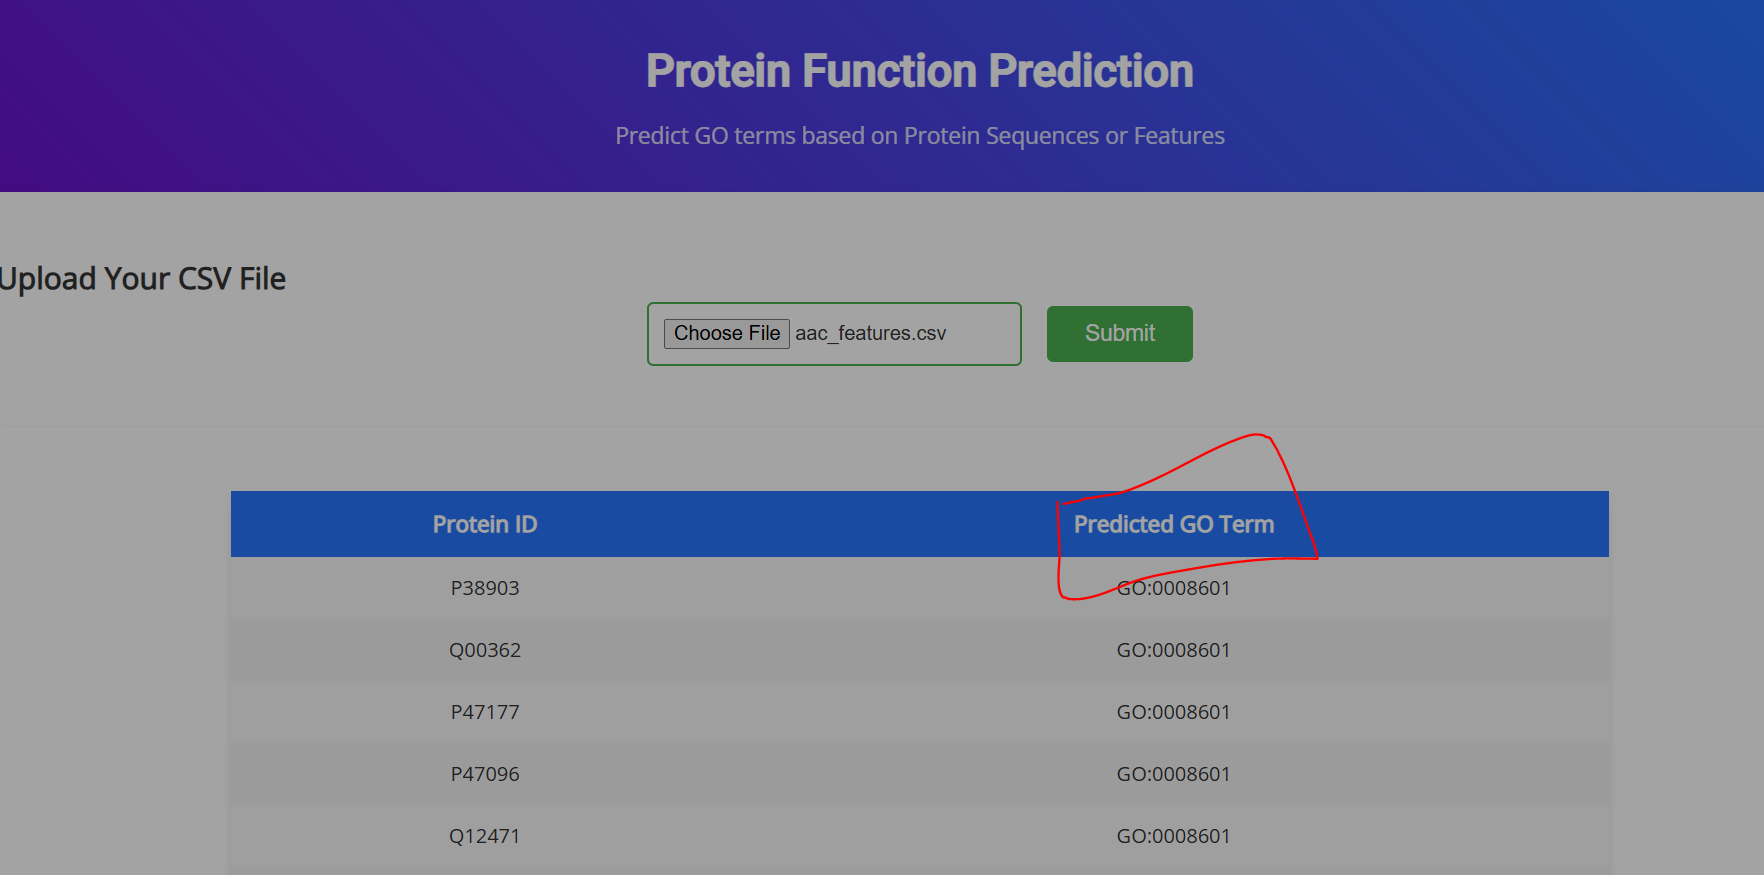 Protein Function Prediction
Predict GO terms based on Protein Sequences or Features
Upload Your CSV File
Choose File aac_features.csv Submit
Protein ID Predicted GO Term
P38903 GO:0008601
Q00362 GO:0008601
P47177 GO:0008601
P47096 GO:0008601
Q12471 GO:0008601